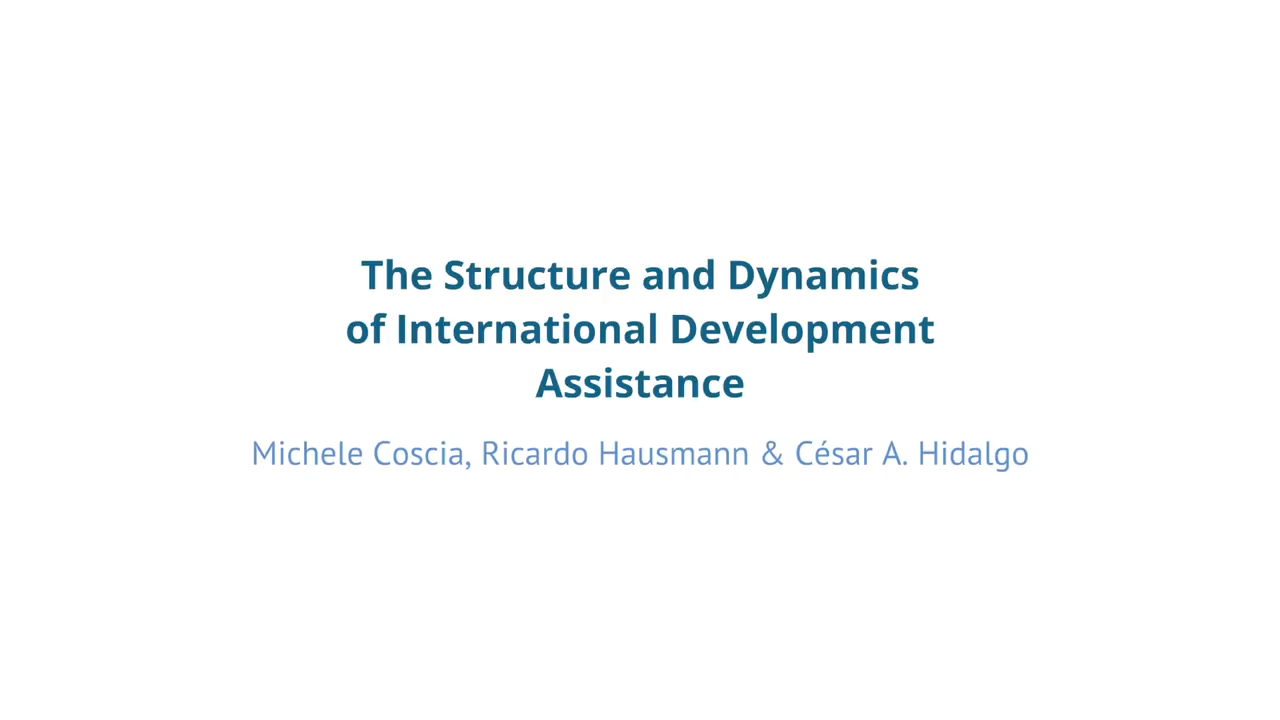 The Structure and Dynamics
of International Development
Assistance
Michele Coscia, Ricardo Hausmann & César A. Hidalgo